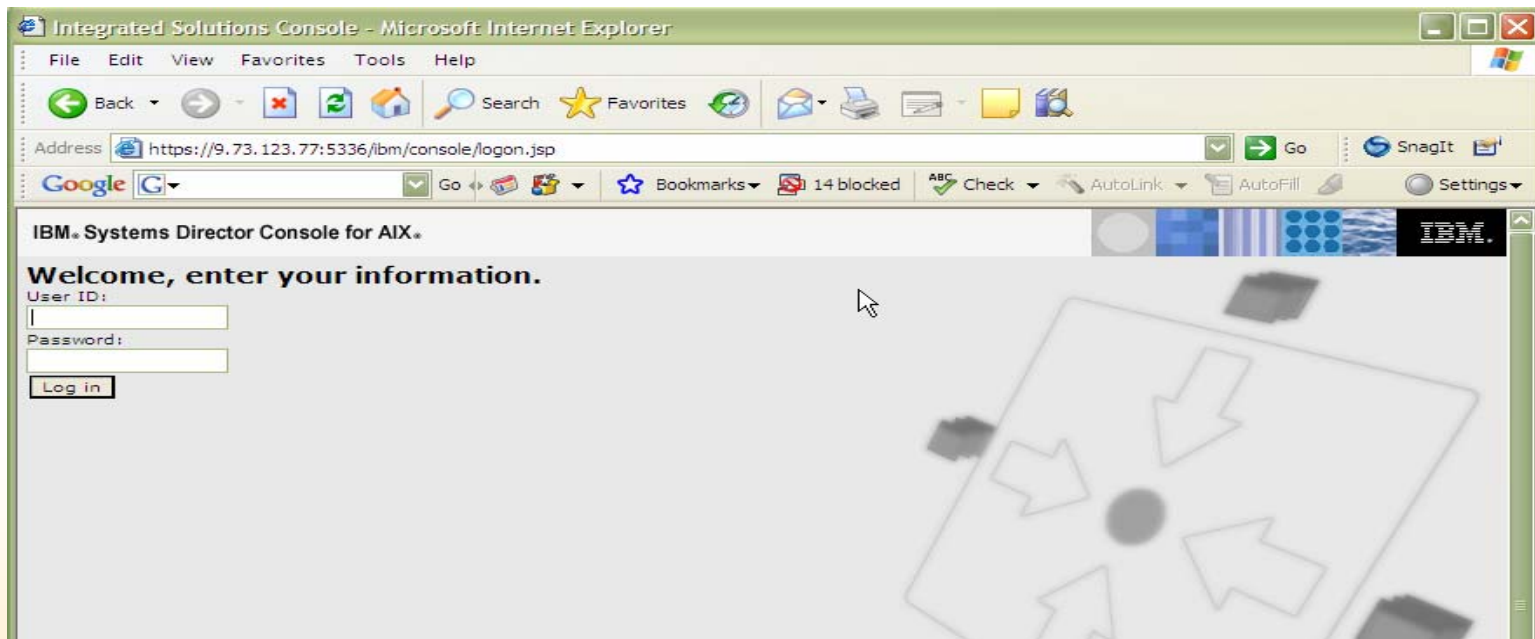 Integrated Solutions Console - Microsoft Internet Explorer
File Edit View Favorites Tools Help
Back Search Favorites
Address https://9.73.123.77:5336/ibm/console/logon.jsp Go SnagIt
Google G Go Bookmarks 14 blocked ABC Check AutoLink AutoFill Settings
IBM® Systems Director Console for AIX® IBM.
Welcome, enter your information.
User ID:
Password:
Log in